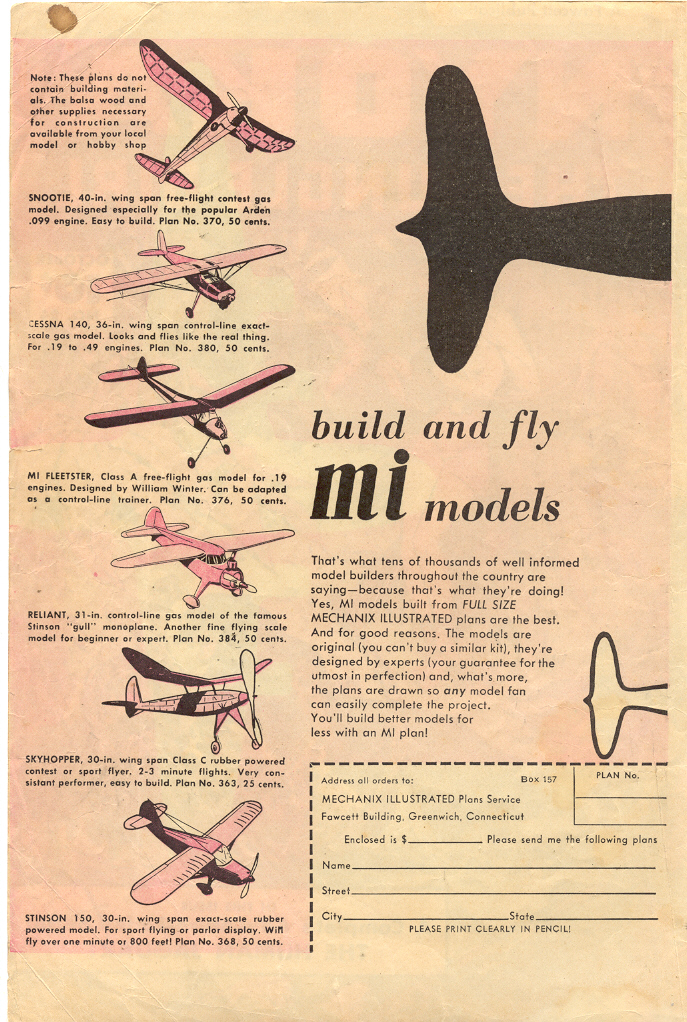 Note: These plans do not
contain building materi-
als. The balsa wood and
other supplies necessary
for construction are
available from your local
model or hobby shop
SNOOTIE, 40-in. wing span free-flight contest gas
model. Designed especially for the popular Arden
.099 engine. Easy to build. Plan No. 370, 50 cents.
CESSNA 140, 36-in. wing span control-line exact-
scale gas model. Looks and flies like the real thing.
For .19 to .49 engines. Plan No. 380, 50 cents.
MI FLEETSTER, Class A free-flight gas model for .19
engines. Designed by William Winter. Can be adapted
as a control-line trainer. Plan No. 376, 50 cents.
RELIANT, 31-in. control-line gas model of the famous
Stinson "gull" monoplane. Another fine flying scale
model for beginner or expert. Plan No. 384, 50 cents.
SKYHOPPER, 30-in. wing span Class C rubber powered
contest or sport flyer. 2-3 minute flights. Very con-
sistant performer, easy to build. Plan No. 363, 25 cents.
STINSON 150, 30-in. wing span exact-scale rubber
powered model. For sport flying or parlor display. Will
fly over one minute or 800 feet! Plan No. 368, 50 cents.
build and fly
mi models
That's what tens of thousands of well informed
model builders throughout the country are
saying—because that's what they're doing!
Yes, MI models built from FULL SIZE
MECHANIX ILLUSTRATED plans are the best.
And for good reasons. The models are
original (you can't buy a similar kit), they're
designed by experts (your guarantee for the
utmost in perfection) and, what's more,
the plans are drawn so any model fan
can easily complete the project.
You'll build better models for
less with an MI plan!
Address all orders to: Box 157
MECHANIX ILLUSTRATED Plans Service
Fawcett Building, Greenwich, Connecticut
PLAN No.
Enclosed is $ Please send me the following plans
Name
Street
City State
PLEASE PRINT CLEARLY IN PENCIL!